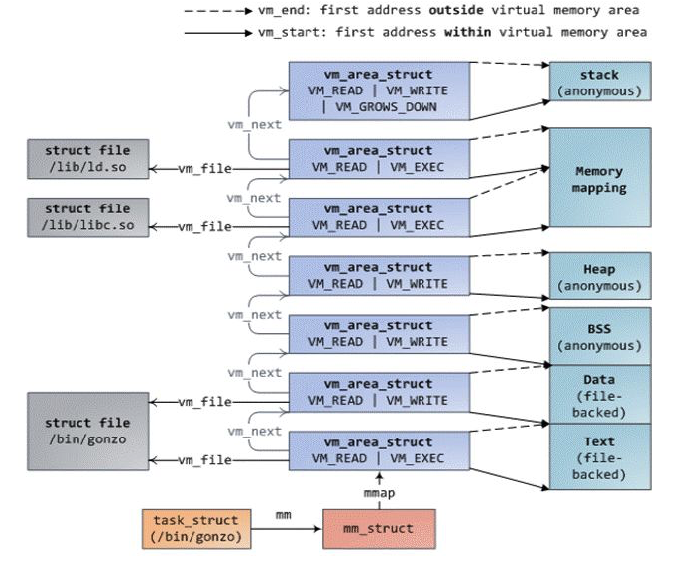 vm_end: first address outside virtual memory area
vm_start: first address within virtual memory area
vm_area_struct
VM_READ | VM_WRITE
| VM_GROWS_DOWN
stack
(anonymous)
vm_next
struct file
/lib/ld.so
vm_file
vm_area_struct
VM_READ | VM_EXEC
Memory
mapping
vm_next
struct file
/lib/libc.so
vm_file
vm_area_struct
VM_READ | VM_EXEC
vm_next
vm_area_struct
VM_READ | VM_WRITE
Heap
(anonymous)
vm_next
vm_area_struct
VM_READ | VM_WRITE
BSS
(anonymous)
vm_next
vm_file
vm_area_struct
VM_READ | VM_WRITE
Data
(file-
backed)
struct file
/bin/gonzo
vm_next
vm_file
vm_area_struct
VM_READ | VM_EXEC
Text
(file-
backed)
mmap
task_struct
(/bin/gonzo)
mm
mm_struct